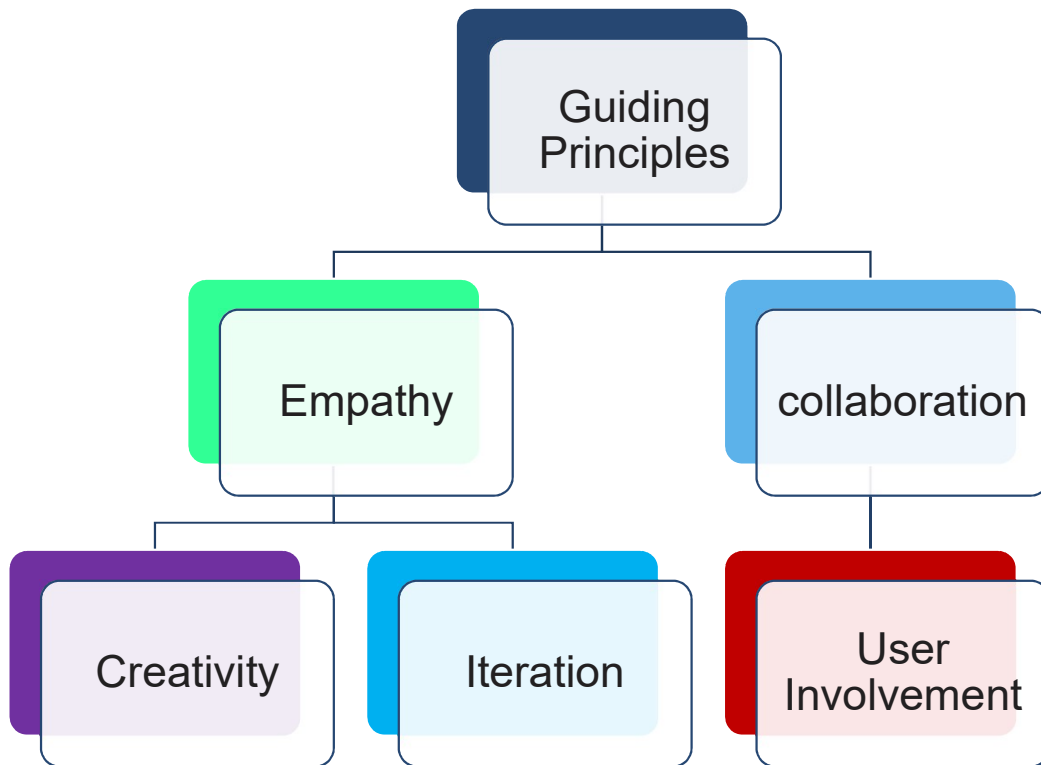 Guiding
Principles
Empathy
collaboration
Creativity
Iteration
User
Involvement